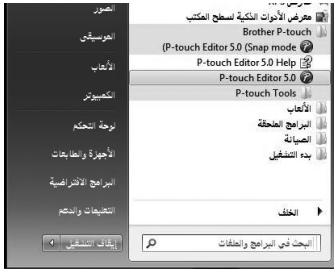 معرض الأدوات الذكية لسطح المكتب
Brother P-touch
(P-touch Editor 5.0 (Snap mode
P-touch Editor 5.0 Help
P-touch Editor 5.0
P-touch Tools
الألعاب
البرامج الملحقة
الصيانة
بدء التشغيل
الخلف
البحث في البرامج والملفات
الصور
الموسيقى
الألعاب
الكمبيوتر
لوحة التحكم
الأجهزة والطابعات
البرامج الافتراضية
التعليمات والدعم
إيقاف التشغيل